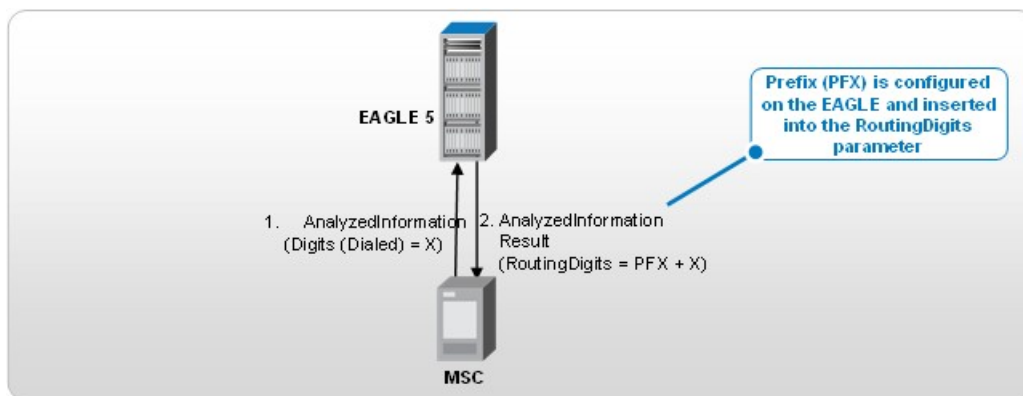 EAGLE 5
Prefix (PFX) is configured
on the EAGLE and inserted
into the RoutingDigits
parameter
1. AnalyzedInformation
(Digits (Dialed) = X)
2. AnalyzedInformation
Result
(RoutingDigits = PFX + X)
MSC